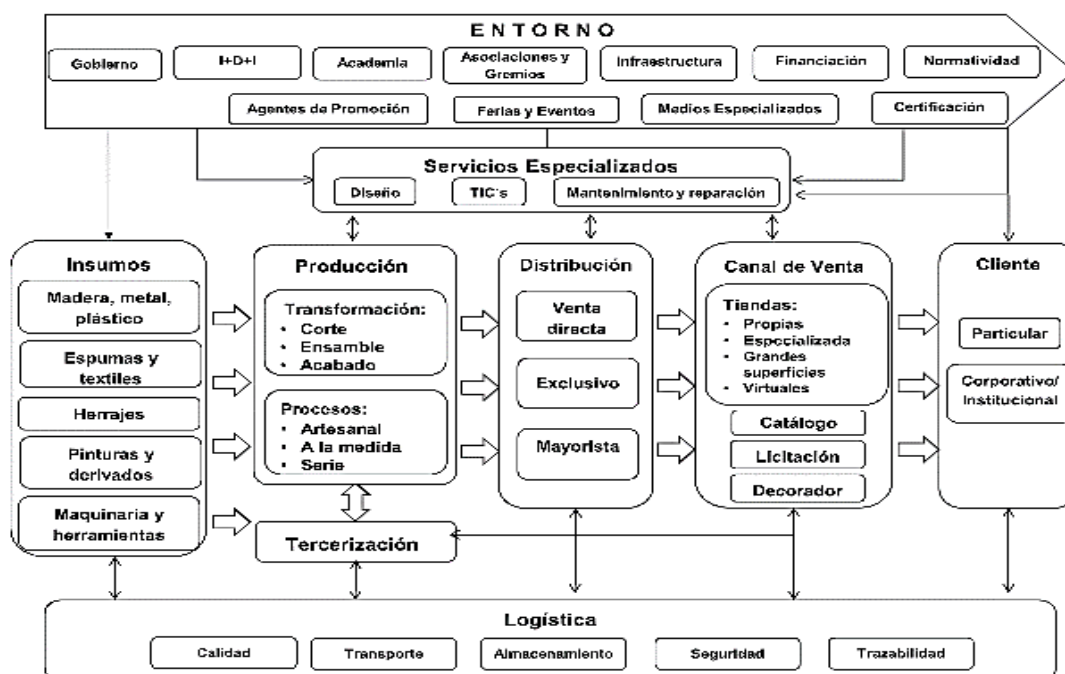 ENTORNO
Gobierno
I+D+I
Academia
Asociaciones y
Gremios
Infraestructura
Financiación
Normatividad
Agentes de Promoción
Ferias y Eventos
Medios Especializados
Certificación
Servicios Especializados
Diseño
TIC's
Mantenimiento y reparación
Insumos
Madera, metal,
plástico
Espumas y
textiles
Herrajes
Pinturas y
derivados
Maquinaria y
herramientas
Producción
Transformación:
• Corte
• Ensamble
• Acabado
Procesos:
• Artesanal
• A la medida
• Serie
Tercerización
Distribución
Venta
directa
Exclusivo
Mayorista
Canal de Venta
Tiendas:
• Propias
• Especializada
• Grandes
superficies
• Virtuales
Catálogo
Licitación
Decorador
Cliente
Particular
Corporativo/
Institucional
Logística
Calidad
Transporte
Almacenamiento
Seguridad
Trazabilidad